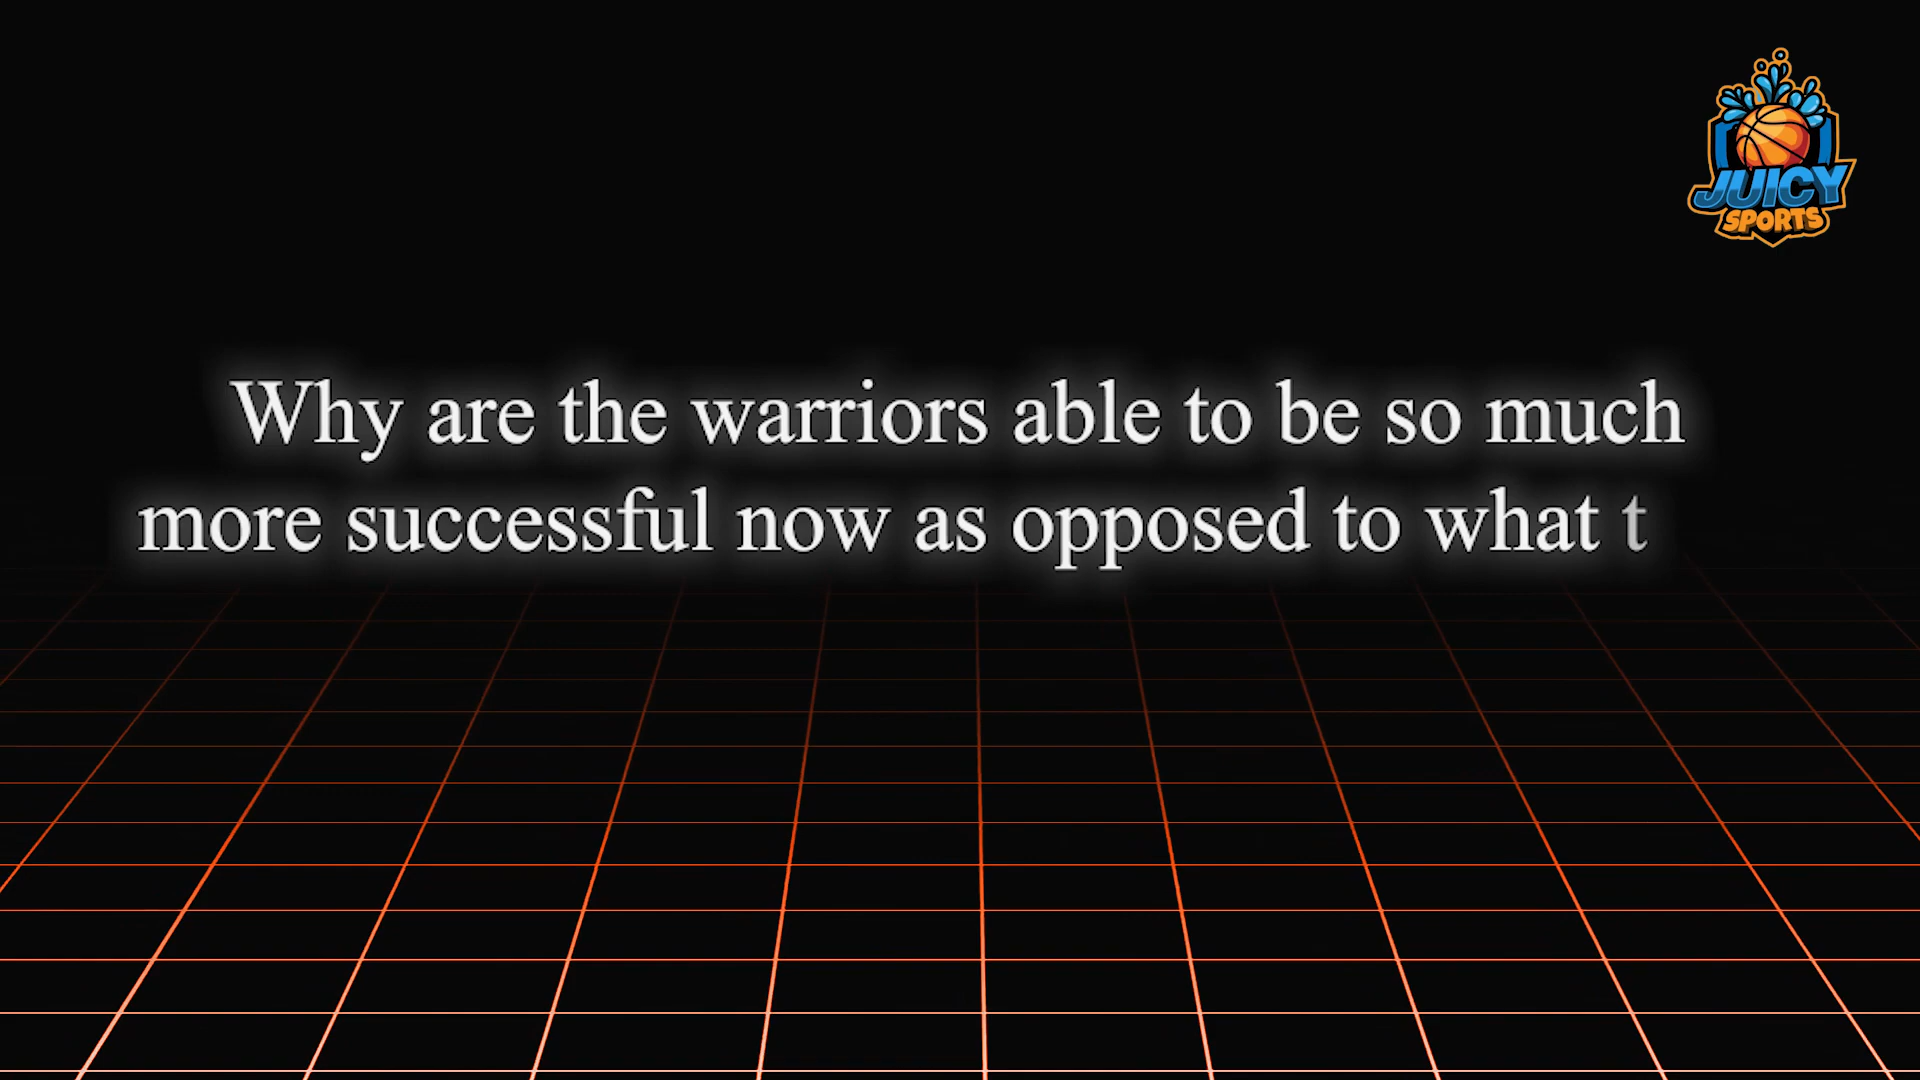 JUICY
SPORTS
Why are the warriors able to be so much
more successful now as opposed to what t